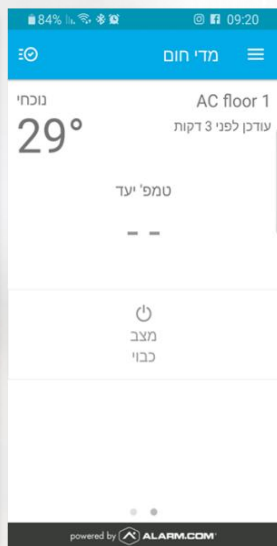 84% 09:20
מדי חום
AC floor 1
עודכן לפני 3 דקות
נוכחי
29°
טמפ' יעד
- -
מצב
כבוי
powered by ALARM.COM